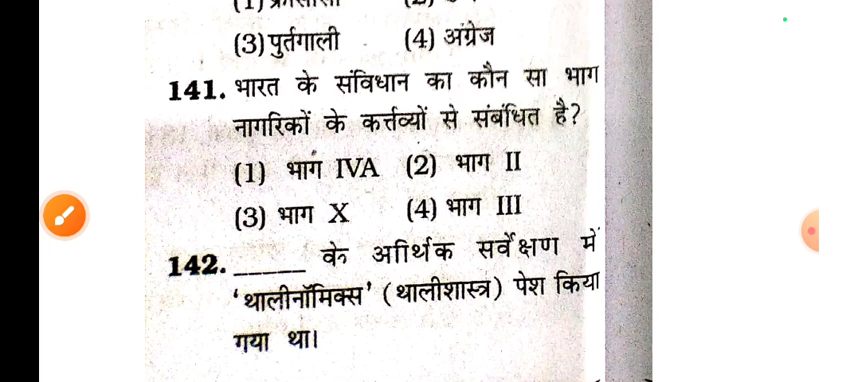 (3) पुर्तगाली (4) अंग्रेज
141. भारत के संविधान का कौन सा भाग
नागरिकों के कर्त्तव्यों से संबंधित है?
(1) भाग IVA (2) भाग II
(3) भाग X (4) भाग III
142. _____ के आर्थिक सर्वेक्षण में
‘थालीनॉमिक्स’ (थालीशास्त्र) पेश किया
गया था।